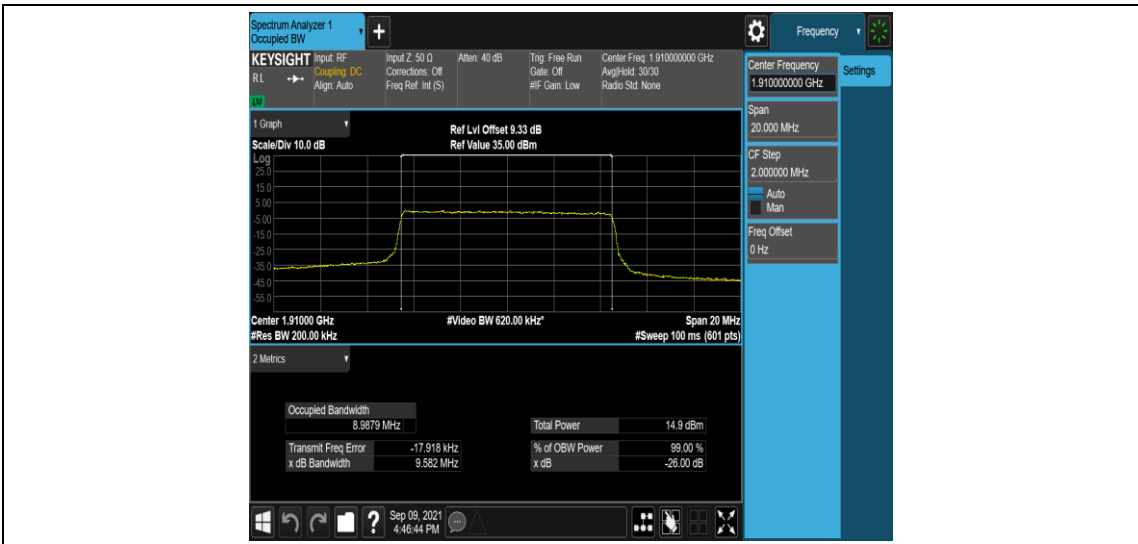 Spectrum Analyzer 1
Occupied BW
+
Frequency
KEYSIGHT
RL
LXI
Input: RF
Coupling: DC
Align: Auto
Input Z: 50 Ω
Corrections: Off
Freq Ref: Int (S)
Atten: 40 dB
Trig: Free Run
Gate: Off
#IF Gain: Low
Center Freq: 1.910000000 GHz
Avg|Hold: 30/30
Radio Std: None
Center Frequency
1.910000000 GHz
Settings
Span
20.000 MHz
CF Step
2.000000 MHz
Auto
Man
Freq Offset
0 Hz
1 Graph
Scale/Div 10.0 dB
Ref Lvl Offset 9.33 dB
Ref Value 35.00 dBm
Log
25.0
15.0
5.00
-5.00
-15.0
-25.0
-35.0
-45.0
-55.0
Center 1.91000 GHz
#Video BW 620.00 kHz*
Span 20 MHz
#Res BW 200.00 kHz
#Sweep 100 ms (601 pts)
2 Metrics
Occupied Bandwidth
8.9879 MHz
Total Power 14.9 dBm
Transmit Freq Error -17.918 kHz
% of OBW Power 99.00 %
x dB Bandwidth 9.582 MHz
x dB -26.00 dB
?
Sep 09, 2021
4:46:44 PM